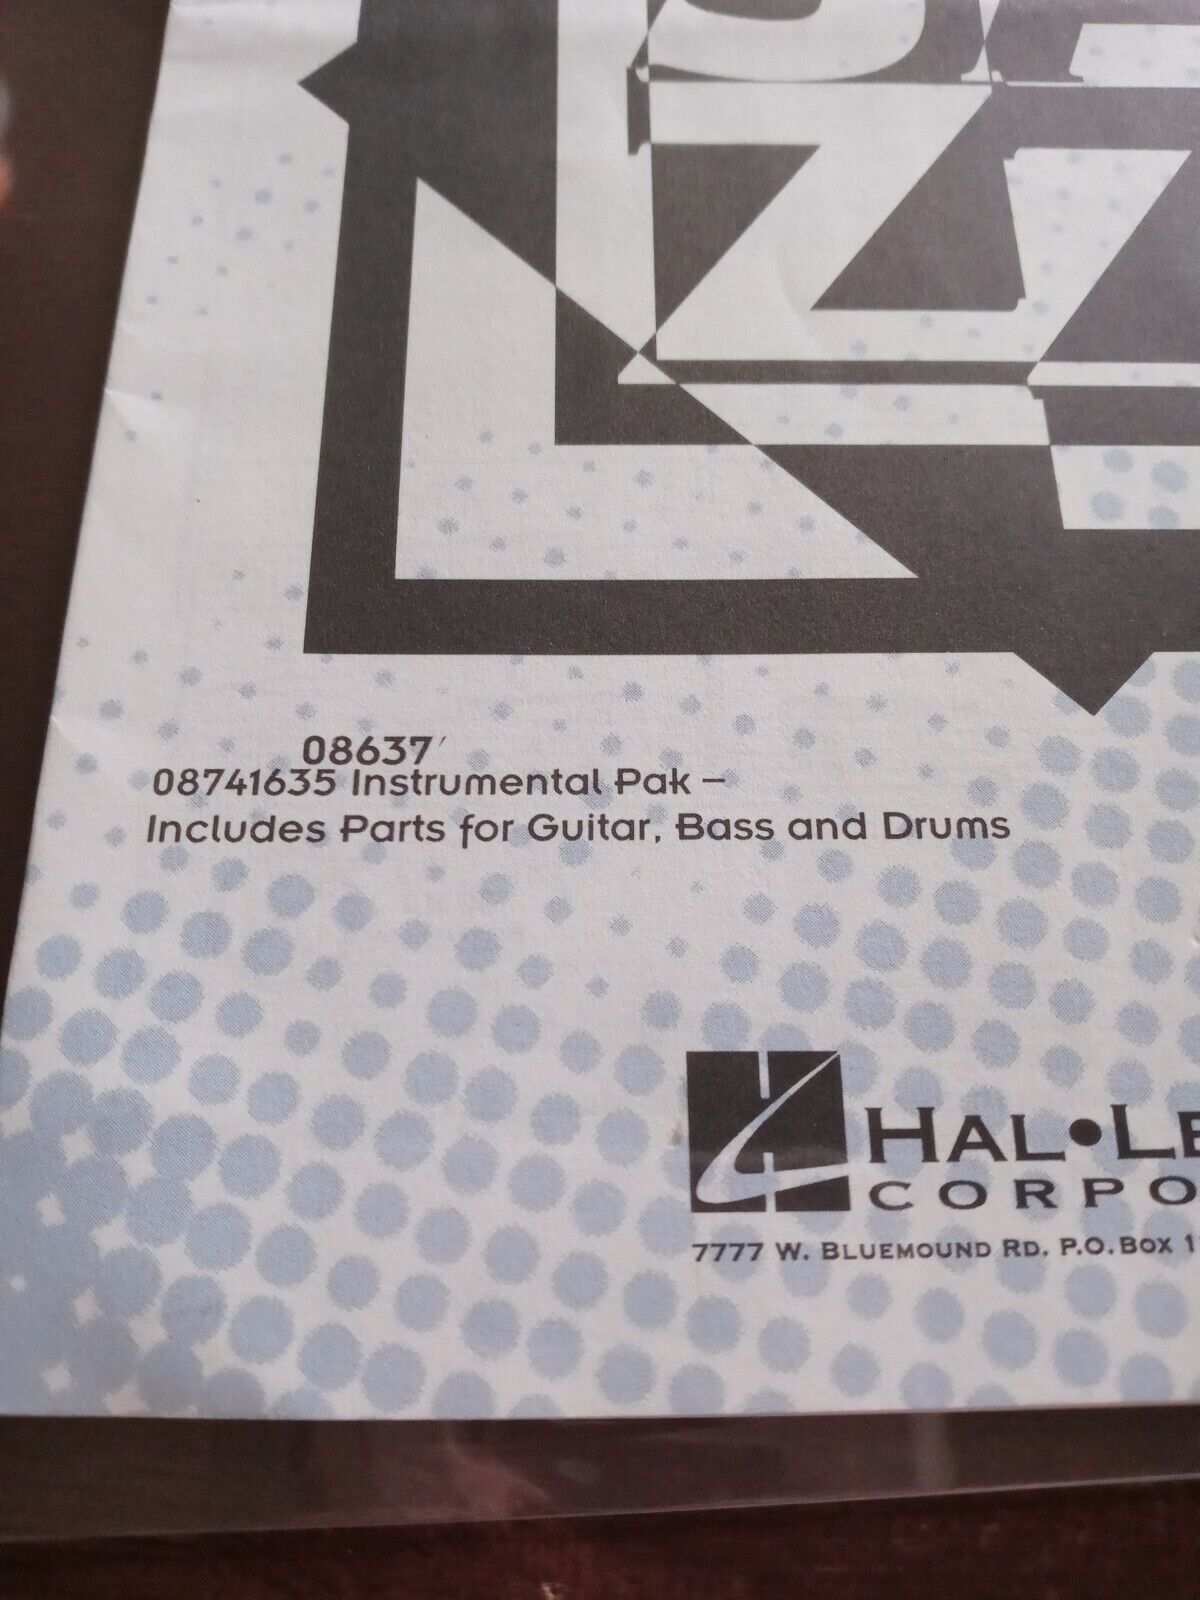 08637
08741635 Instrumental Pak –
Includes Parts for Guitar, Bass and Drums
HAL•LE
CORPO
7777 W. BLUEMOUND RD. P.O. BOX 1